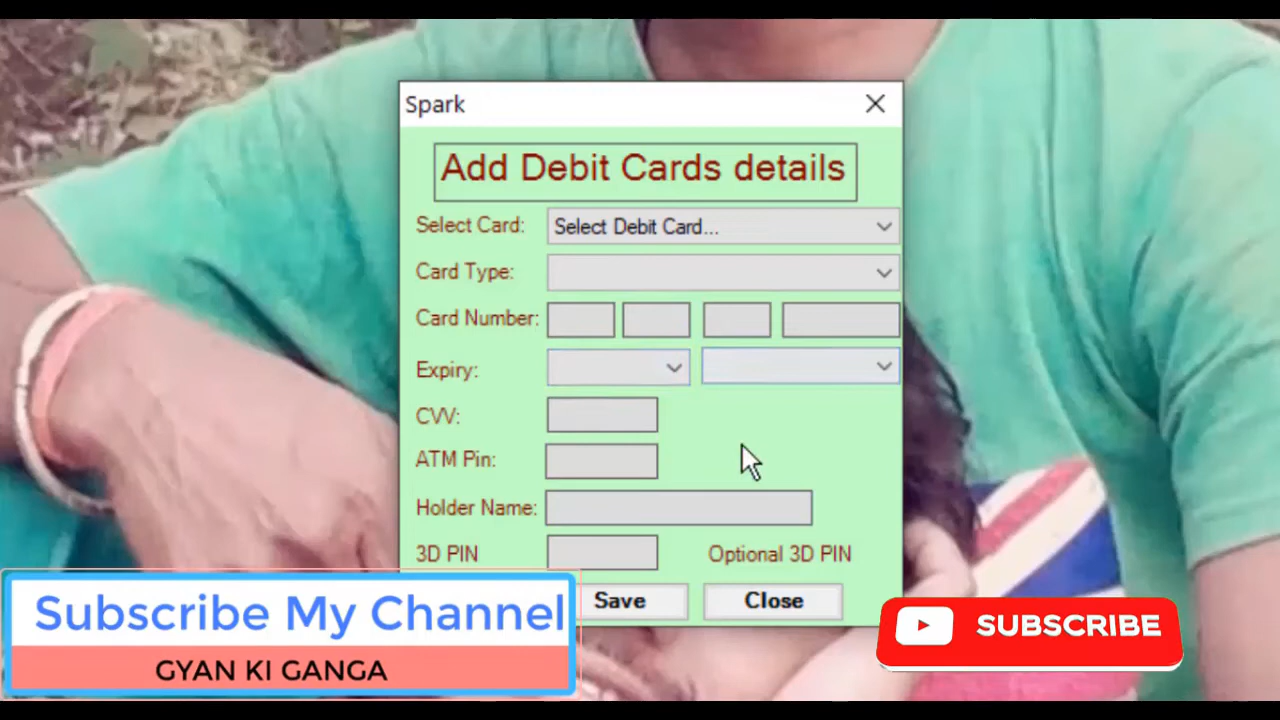 Spark
Add Debit Cards details
Select Card: Select Debit Card...
Card Type:
Card Number:
Expiry:
CVV:
ATM Pin:
Holder Name:
3D PIN Optional 3D PIN
Save Close
Subscribe My Channel
GYAN KI GANGA
SUBSCRIBE